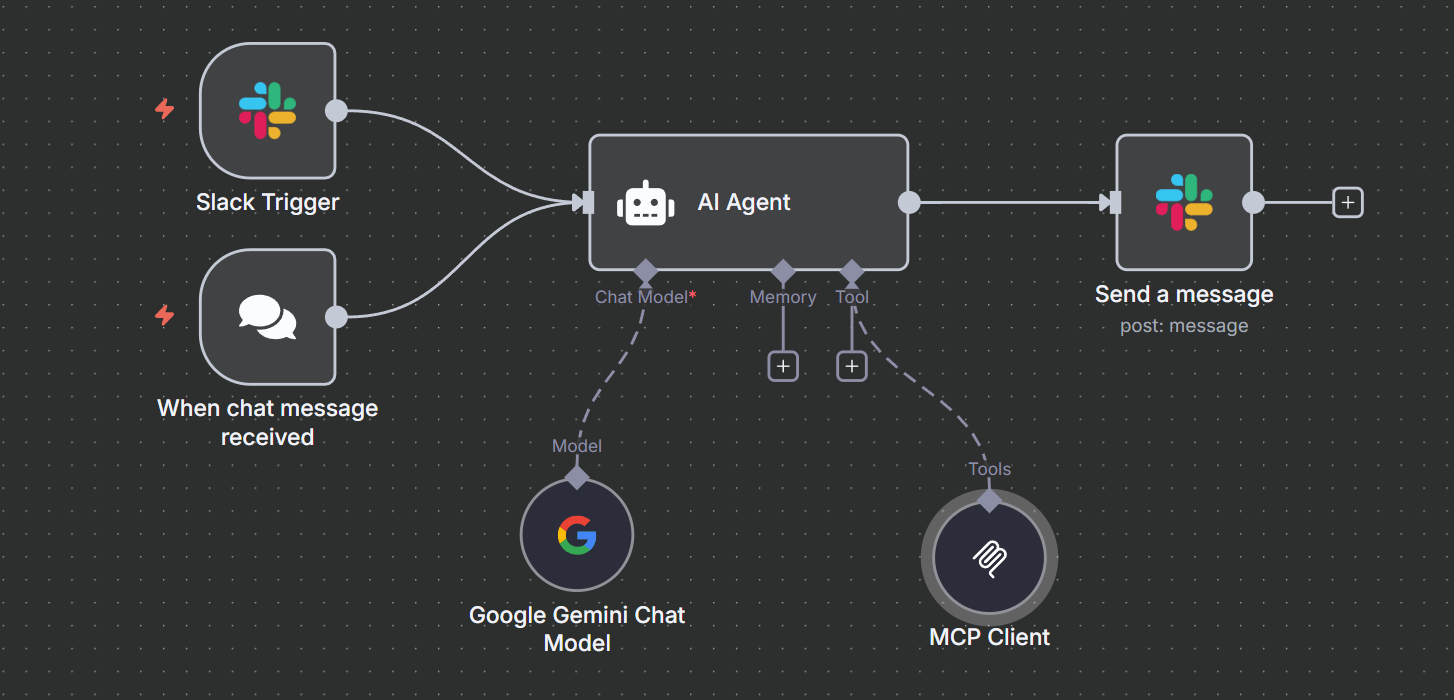 Slack Trigger
When chat message
received
AI Agent
Chat Model*
Memory
Tool
Model
Google Gemini Chat
Model
Tools
MCP Client
Send a message
post: message